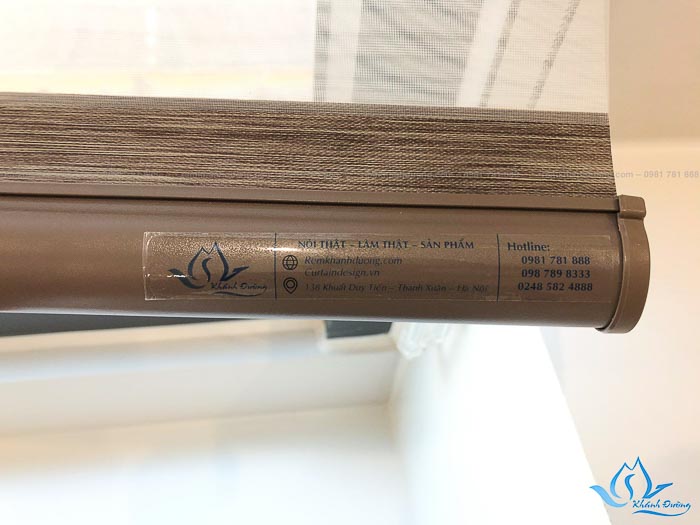 NỘI THẤT – LÀM THẬT – SẢN PHẨM
Remkhanhduong.com
Curtaindesign.vn
138 Khuất Duy Tiến – Thanh Xuân – Hà Nội
Khánh Dương
Hotline:
0981 781 888
098 789 8333
0248 582 4888
– 0981 781 888
Khánh Dương